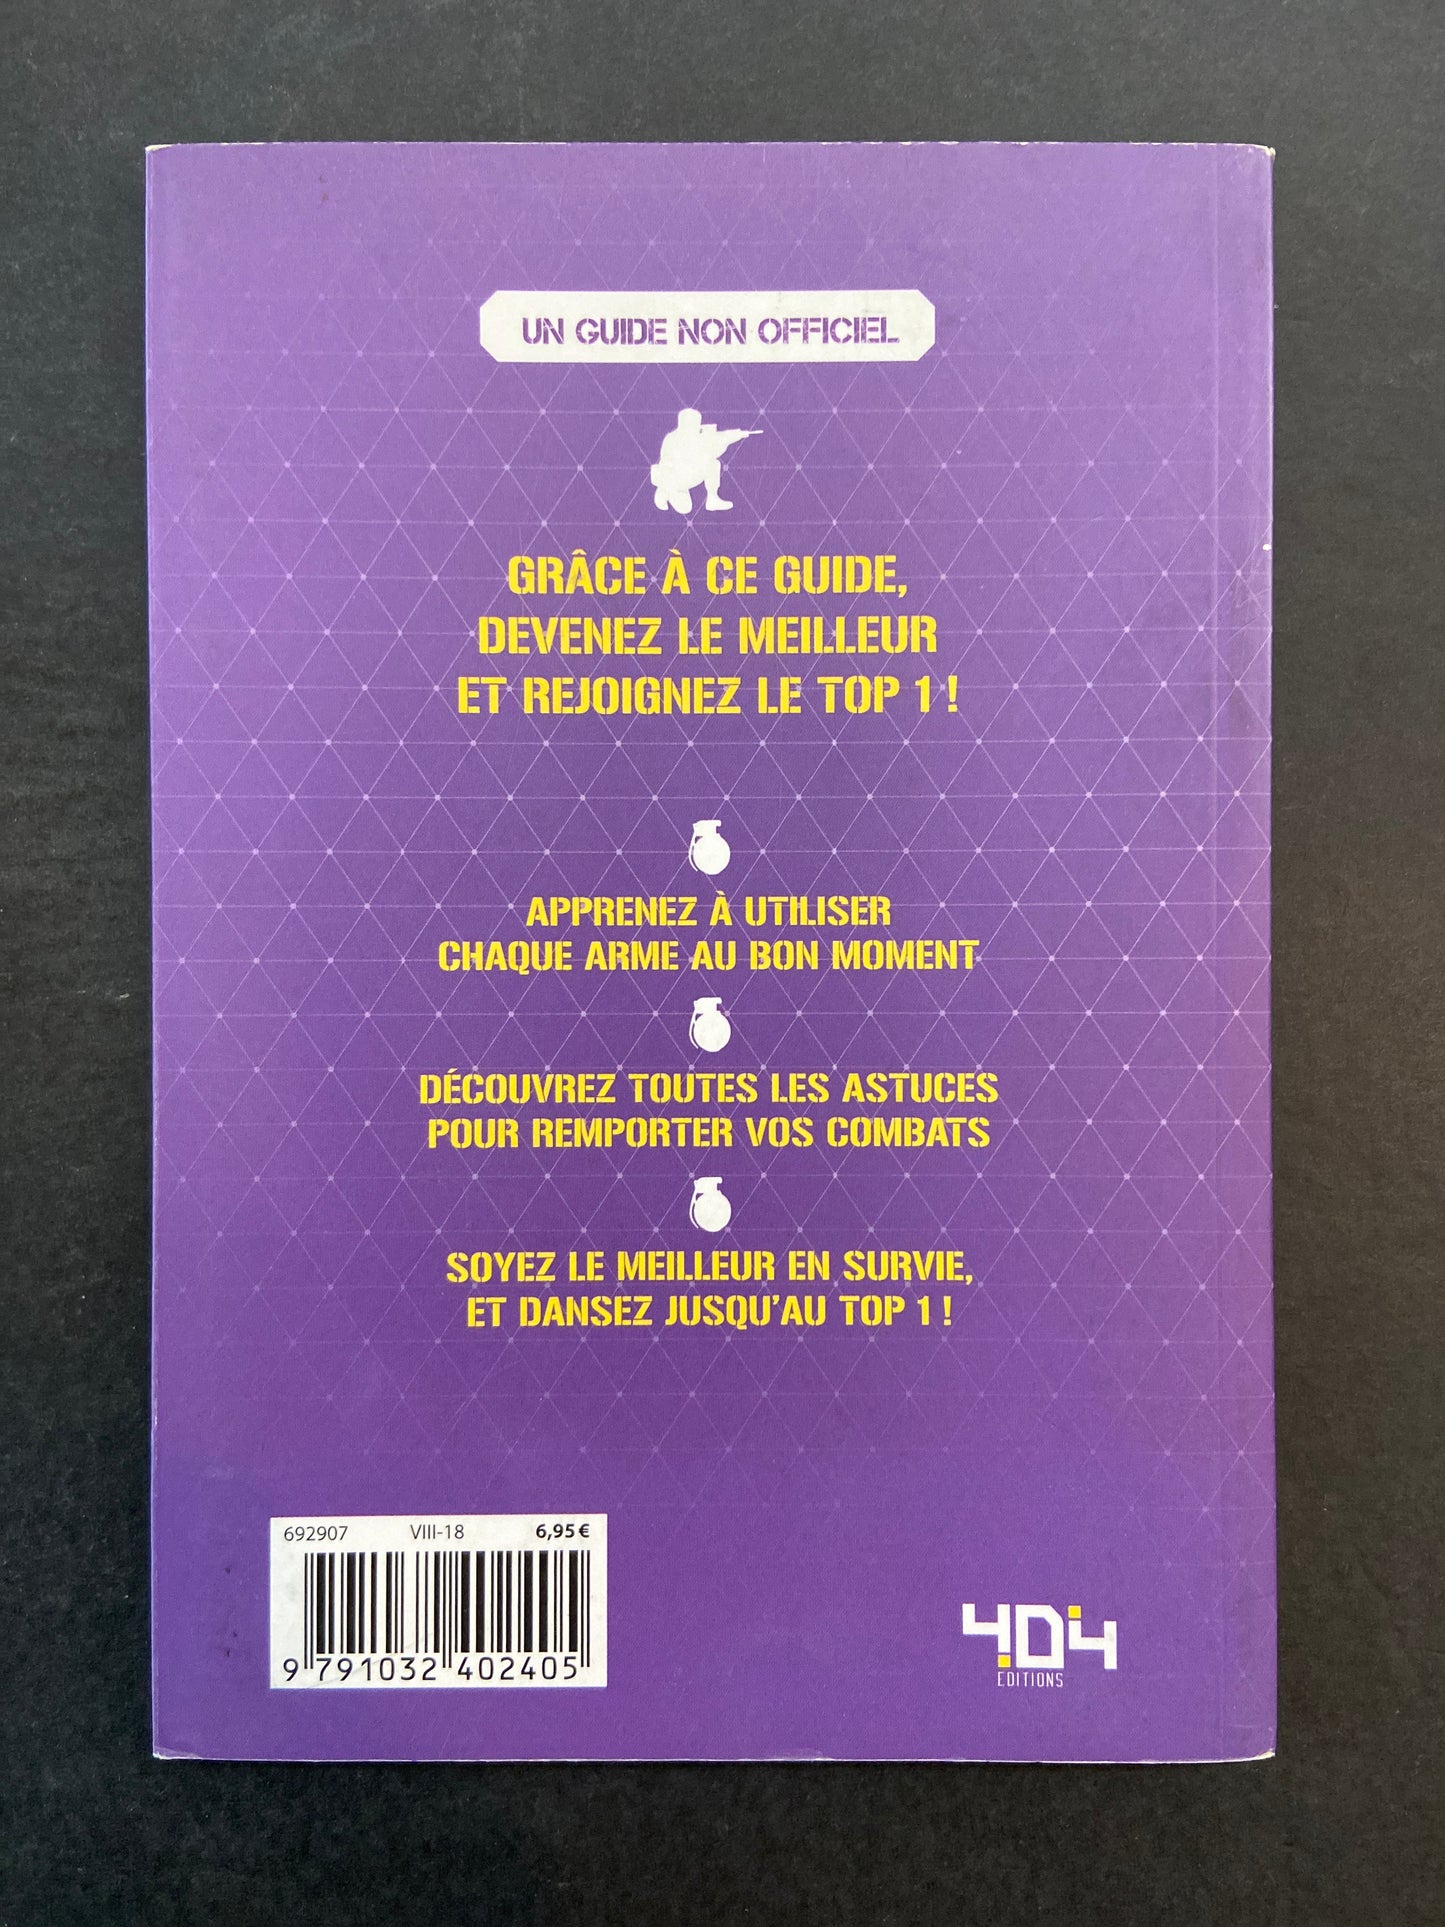 UN GUIDE NON OFFICIEL
GRÂCE À CE GUIDE,
DEVENEZ LE MEILLEUR
ET REJOIGNEZ LE TOP 1 !
APPRENEZ À UTILISER
CHAQUE ARME AU BON MOMENT
DÉCOUVREZ TOUTES LES ASTUCES
POUR REMPORTER VOS COMBATS
SOYEZ LE MEILLEUR EN SURVIE,
ET DANSEZ JUSQU'AU TOP 1 !
692907 VIII-18 6,95 €
9 791032 402405
404
EDITIONS